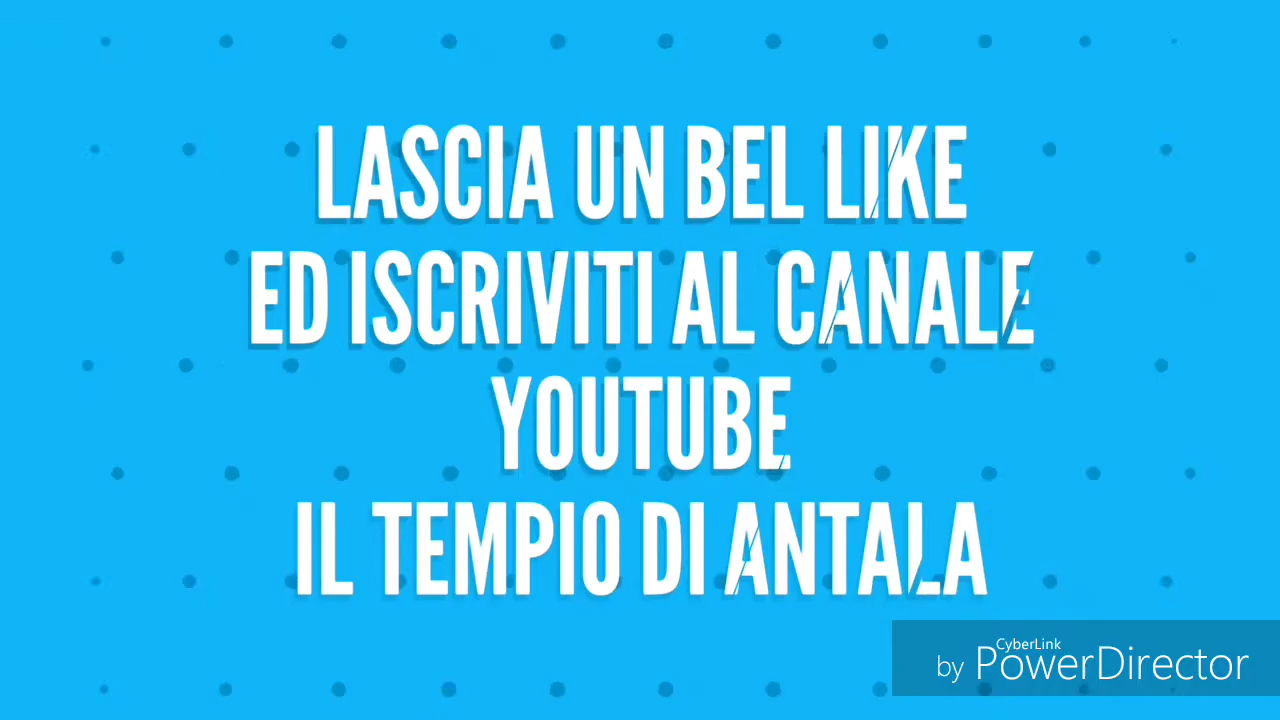 LASCIA UN BEL LIKE
ED ISCRIVITI AL CANALE
YOUTUBE
IL TEMPIO DI ANTALA
CyberLink
by PowerDirector